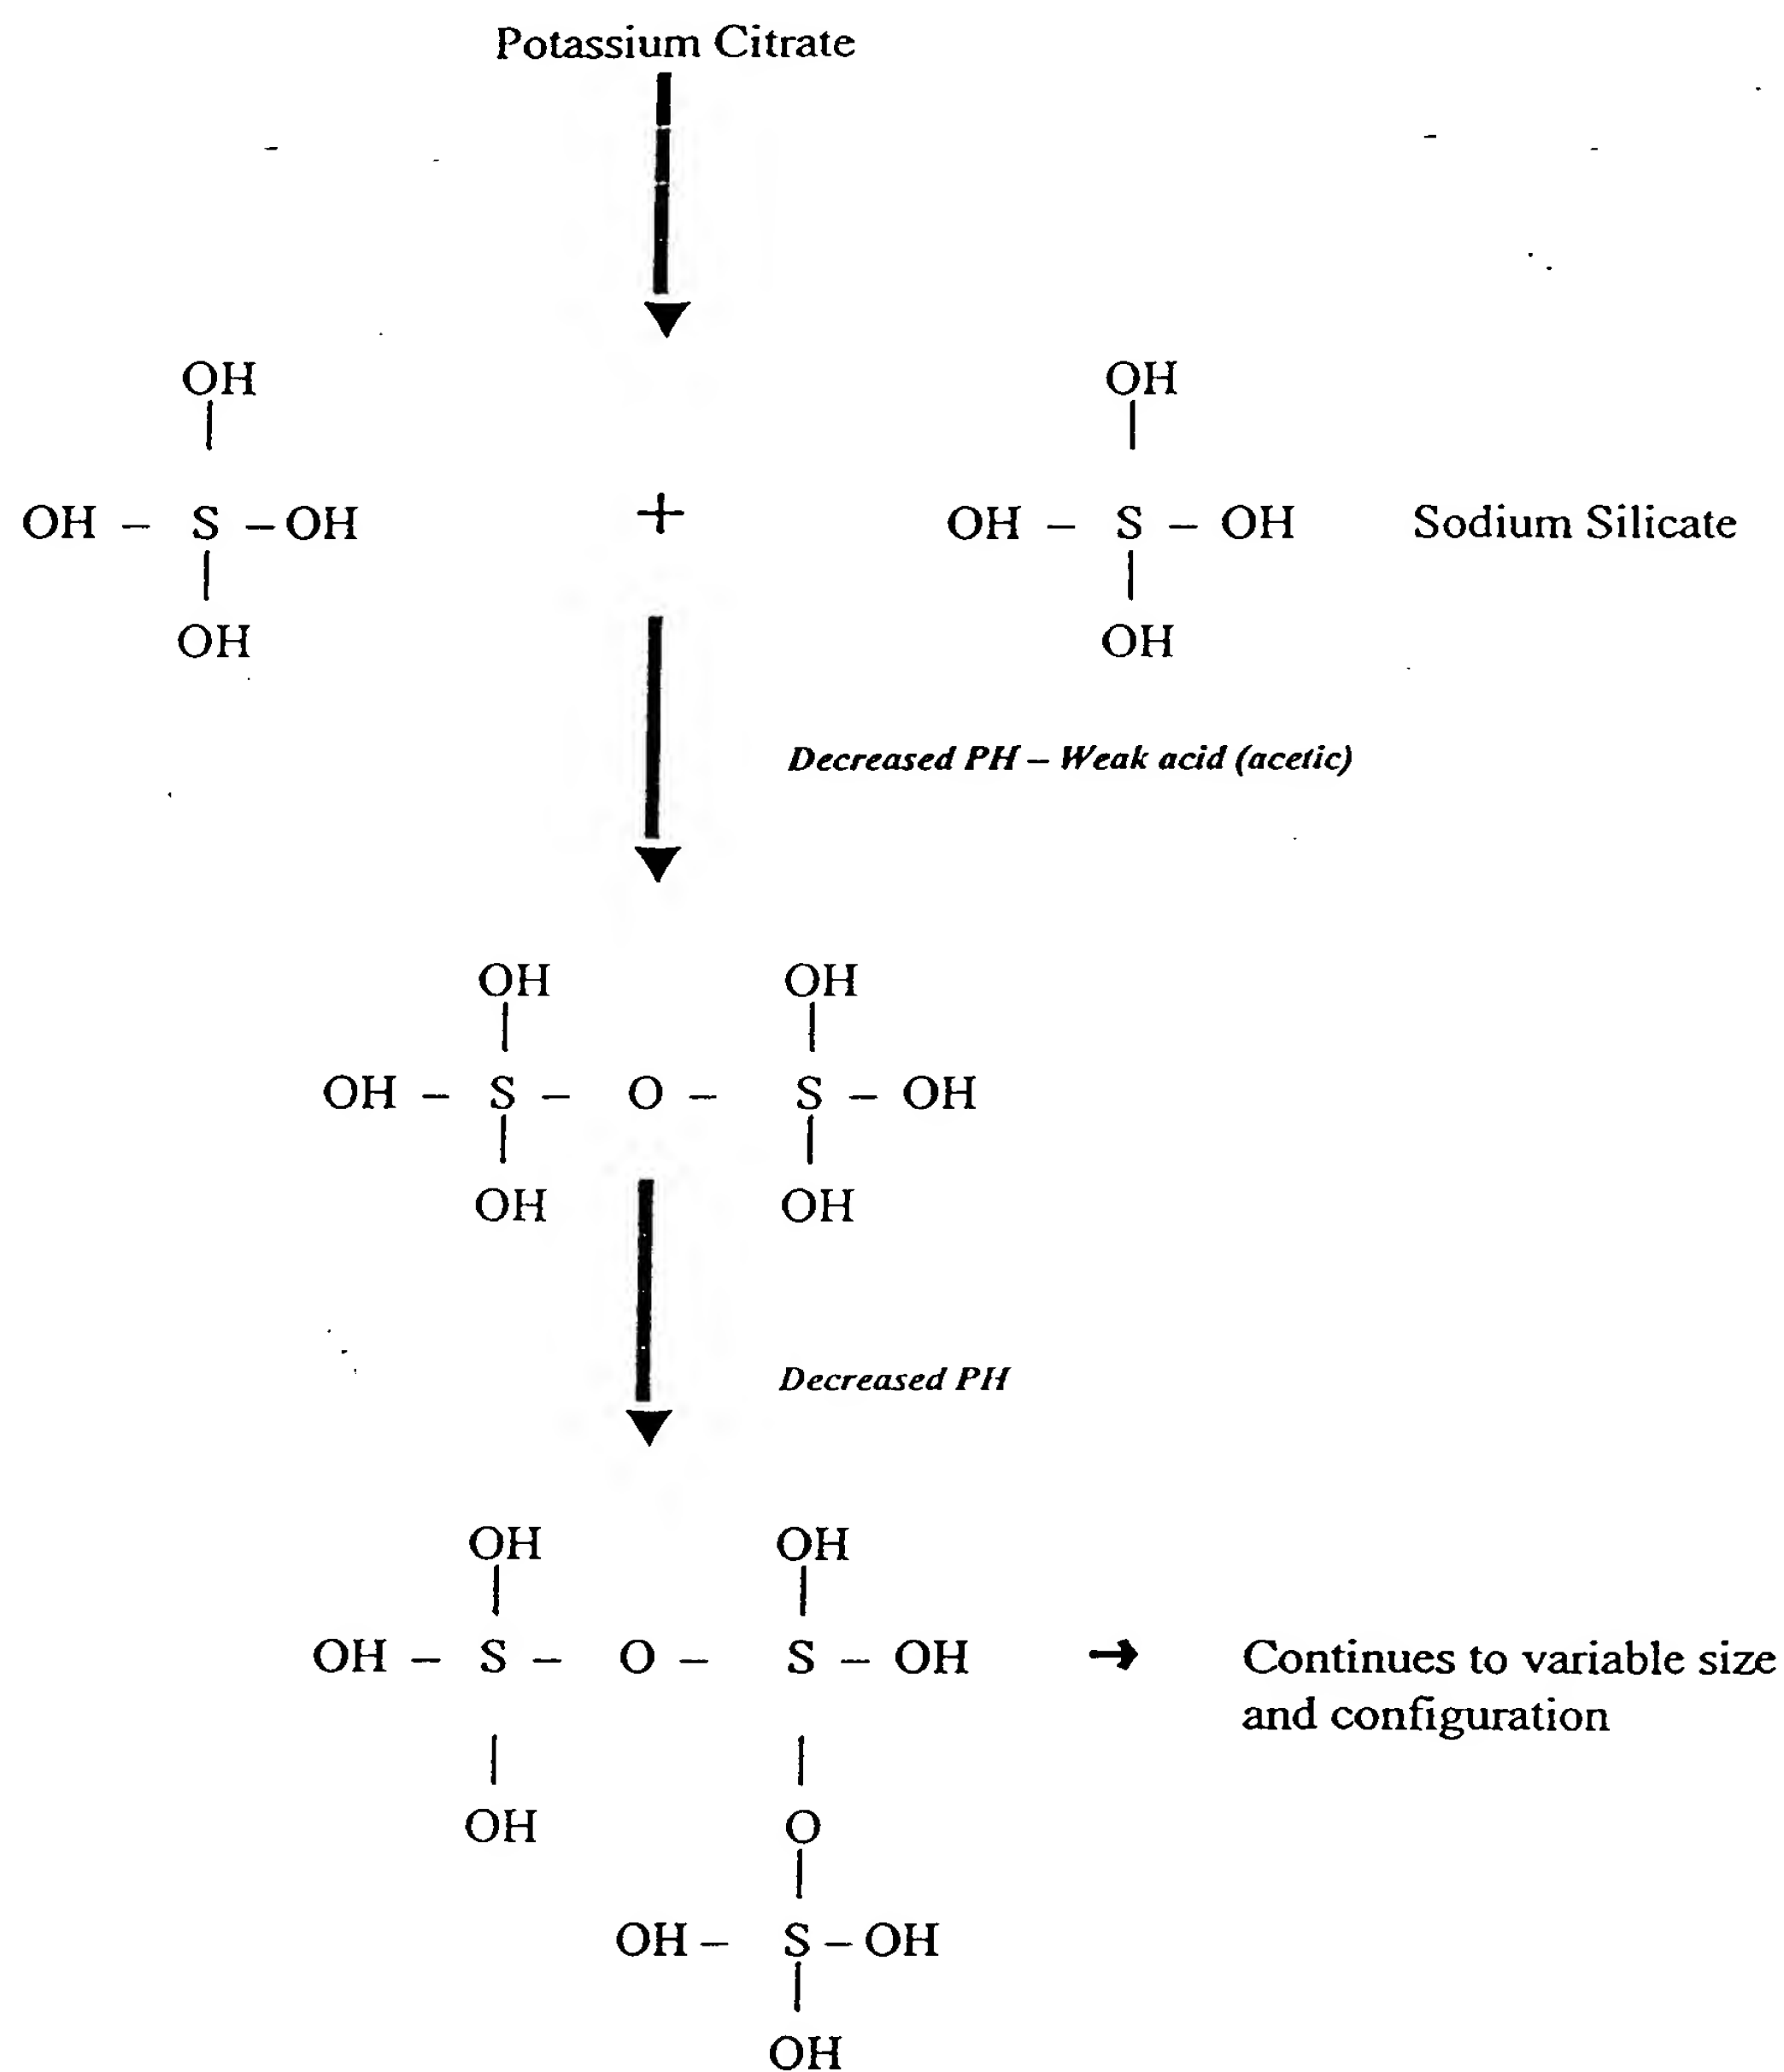 Potassium Citrate
OH OH
| |
OH – S – OH + OH – S – OH Sodium Silicate
| |
OH OH
Decreased PH – Weak acid (acetic)
OH OH
| |
OH – S – O – S – OH
| |
OH OH
Decreased PH
OH OH
| |
OH – S – O – S – OH → Continues to variable size
and configuration
| |
OH O
|
OH – S – OH
|
OH